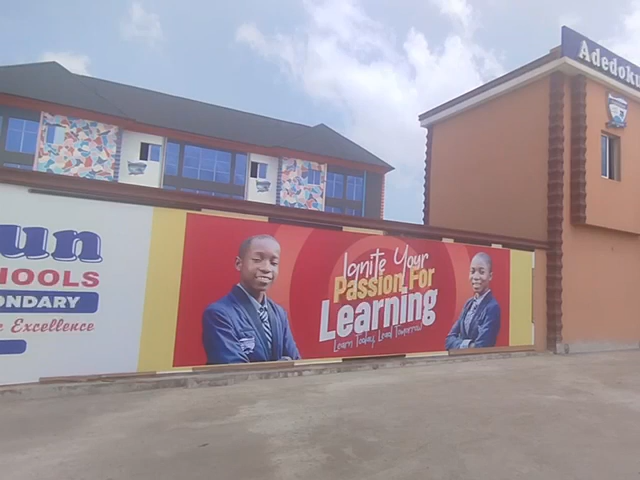 Adedoku
un
HOOLS
ONDARY
Excellence
Ignite Your
Passion For
Learning
Learn Today, Lead Tomorrow